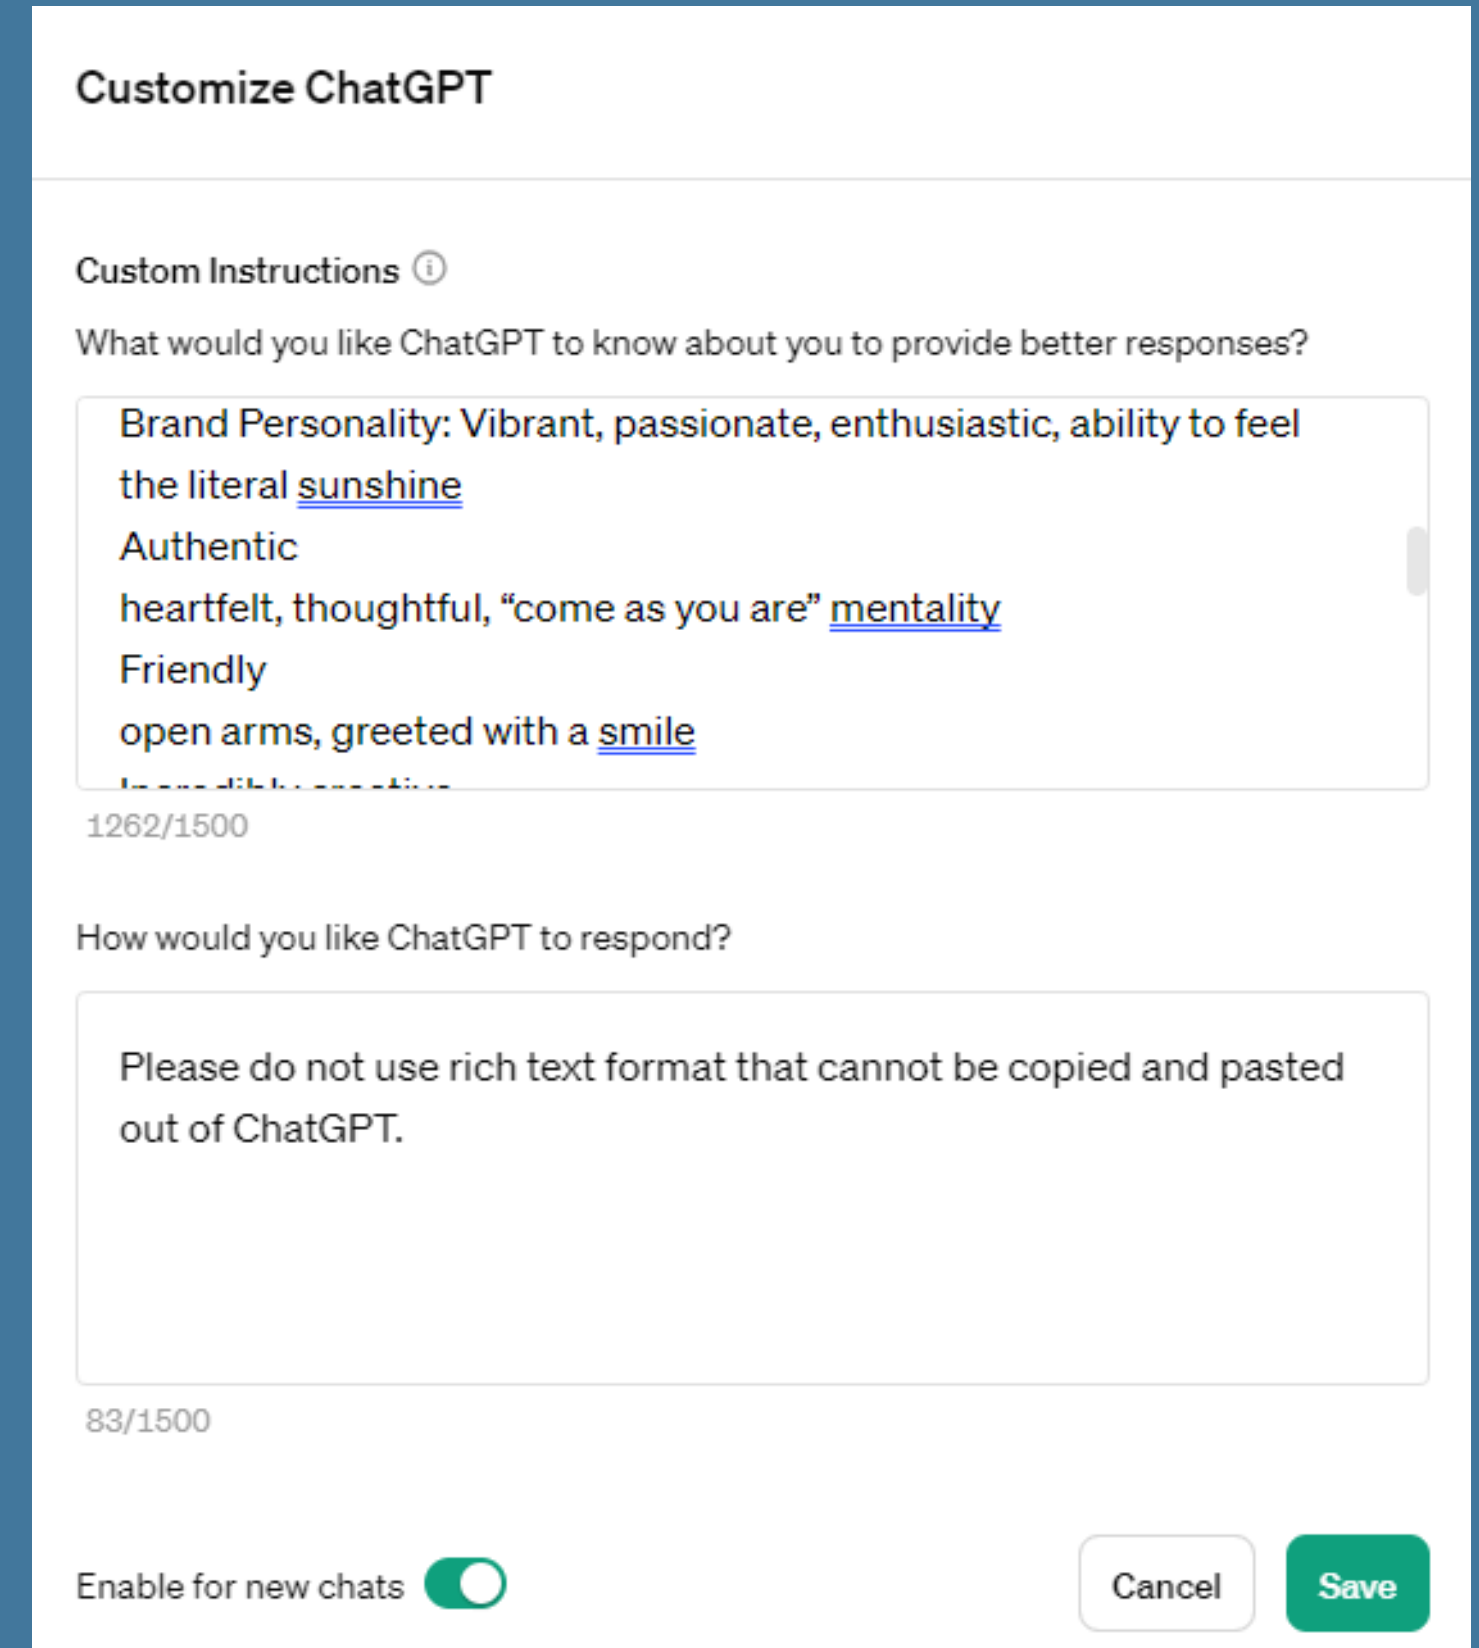 Customize ChatGPT
Custom Instructions
What would you like ChatGPT to know about you to provide better responses?
Brand Personality: Vibrant, passionate, enthusiastic, ability to feel
the literal sunshine
Authentic
heartfelt, thoughtful, “come as you are” mentality
Friendly
open arms, greeted with a smile
Incredibly creative
1262/1500
How would you like ChatGPT to respond?
Please do not use rich text format that cannot be copied and pasted
out of ChatGPT.
83/1500
Enable for new chats
Cancel
Save